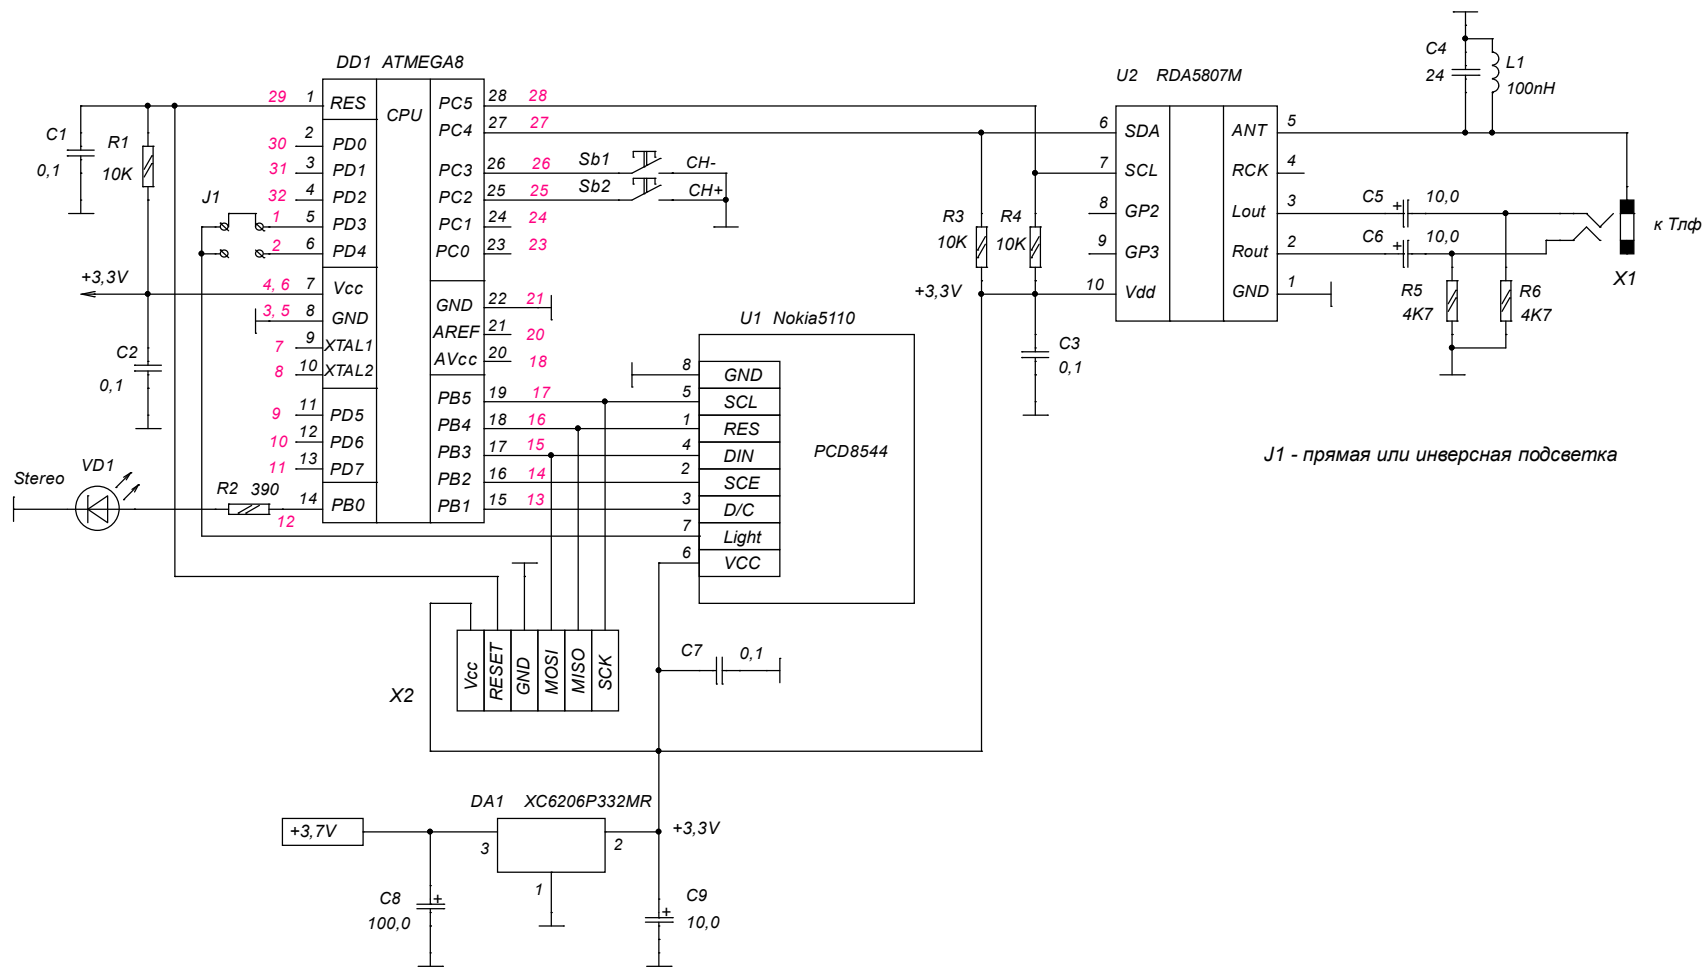 DD1 ATMEGA8
CPU
29 1 RES
30 2 PD0
31 3 PD1
32 4 PD2
1 5 PD3
2 6 PD4
4, 6 7 Vcc
3, 5 8 GND
7 9 XTAL1
8 10 XTAL2
9 11 PD5
10 12 PD6
11 13 PD7
12 14 PB0
PC5 28 28
PC4 27 27
PC3 26 26
PC2 25 25
PC1 24 24
PC0 23 23
GND 22 21
AREF 21 20
AVcc 20 18
PB5 19 17
PB4 18 16
PB3 17 15
PB2 16 14
PB1 15 13
C1
0,1
R1
10K
J1
+3,3V
C2
0,1
Stereo
VD1
R2 390
Sb1 CH-
Sb2 CH+
U2 RDA5807M
6 SDA
7 SCL
8 GP2
9 GP3
10 Vdd
ANT 5
RCK 4
Lout 3
Rout 2
GND 1
C4
24
L1
100nH
R3
10K
R4
10K
+3,3V
C3
0,1
C5 + 10,0
C6 + 10,0
R5
4K7
R6
4K7
к Тлф
X1
U1 Nokia5110
PCD8544
8 GND
5 SCL
1 RES
4 DIN
2 SCE
3 D/C
7 Light
6 VCC
J1 - прямая или инверсная подсветка
X2
Vcc
RESET
GND
MOSI
MISO
SCK
C7 0,1
DA1 XC6206P332MR
+3,7V
3
2
1
+3,3V
C8 +
100,0
C9
+ 10,0